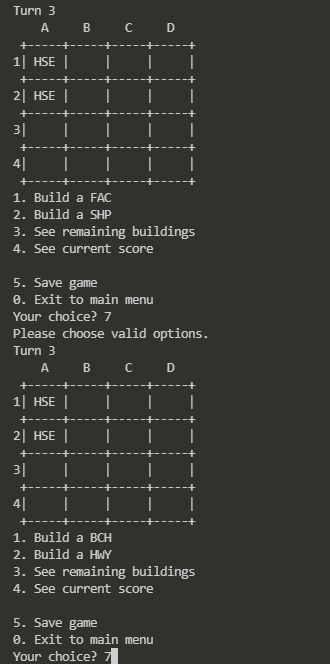 Turn 3
     A     B     C     D
 +-----+-----+-----+-----+
1| HSE |     |     |     |
 +-----+-----+-----+-----+
2| HSE |     |     |     |
 +-----+-----+-----+-----+
3|     |     |     |     |
 +-----+-----+-----+-----+
4|     |     |     |     |
 +-----+-----+-----+-----+
1. Build a FAC
2. Build a SHP
3. See remaining buildings
4. See current score

5. Save game
0. Exit to main menu
Your choice? 7
Please choose valid options.
Turn 3
     A     B     C     D
 +-----+-----+-----+-----+
1| HSE |     |     |     |
 +-----+-----+-----+-----+
2| HSE |     |     |     |
 +-----+-----+-----+-----+
3|     |     |     |     |
 +-----+-----+-----+-----+
4|     |     |     |     |
 +-----+-----+-----+-----+
1. Build a BCH
2. Build a HWY
3. See remaining buildings
4. See current score

5. Save game
0. Exit to main menu
Your choice? 7